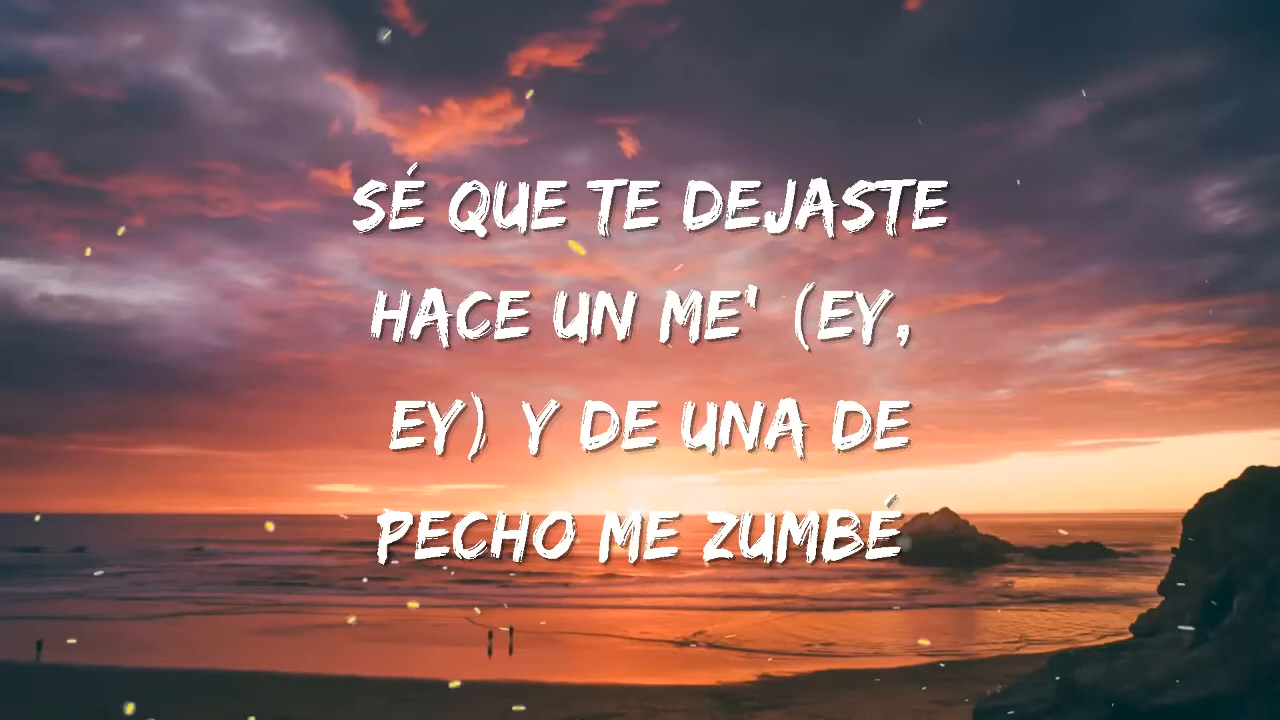 SÉ QUE TE DEJASTE
HACE UN ME' (EY,
EY) Y DE UNA DE
PECHO ME ZUMBÉ